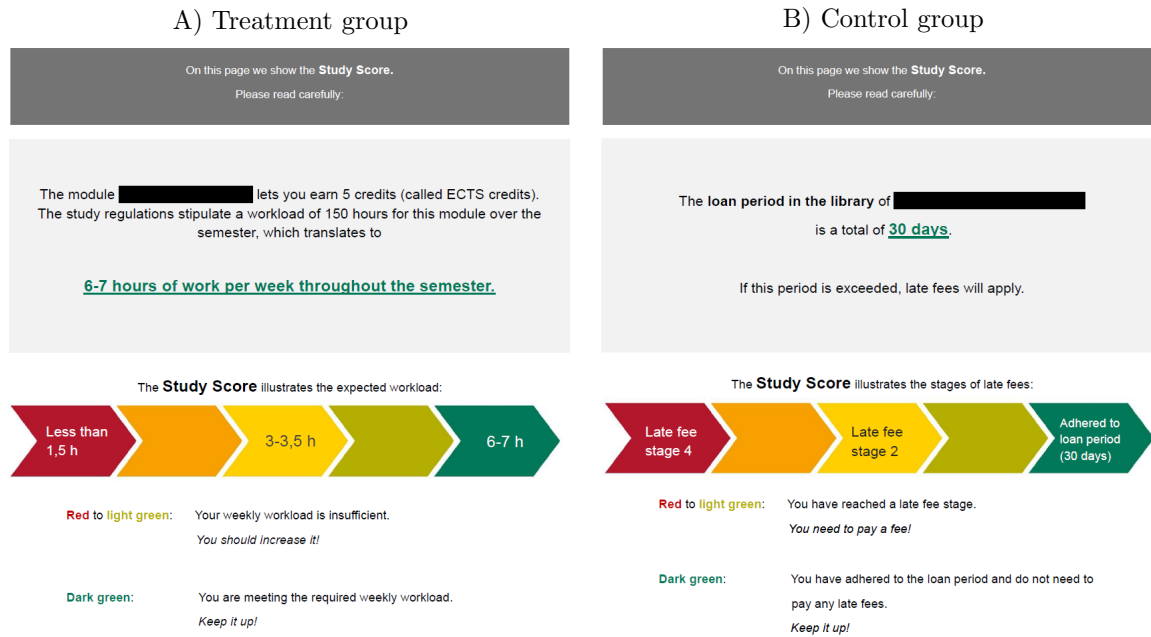 A) Treatment group
On this page we show the Study Score.
Please read carefully:
The module lets you earn 5 credits (called ECTS credits).
The study regulations stipulate a workload of 150 hours for this module over the
semester, which translates to
6-7 hours of work per week throughout the semester.
The Study Score illustrates the expected workload:
Less than
1,5 h
3-3,5 h
6-7 h
Red to light green: Your weekly workload is insufficient.
You should increase it!
Dark green: You are meeting the required weekly workload.
Keep it up!
B) Control group
On this page we show the Study Score.
Please read carefully:
The loan period in the library of
is a total of 30 days.
If this period is exceeded, late fees will apply.
The Study Score illustrates the stages of late fees:
Late fee
stage 4
Late fee
stage 2
Adhered to
loan period
(30 days)
Red to light green: You have reached a late fee stage.
You need to pay a fee!
Dark green: You have adhered to the loan period and do not need to
pay any late fees.
Keep it up!